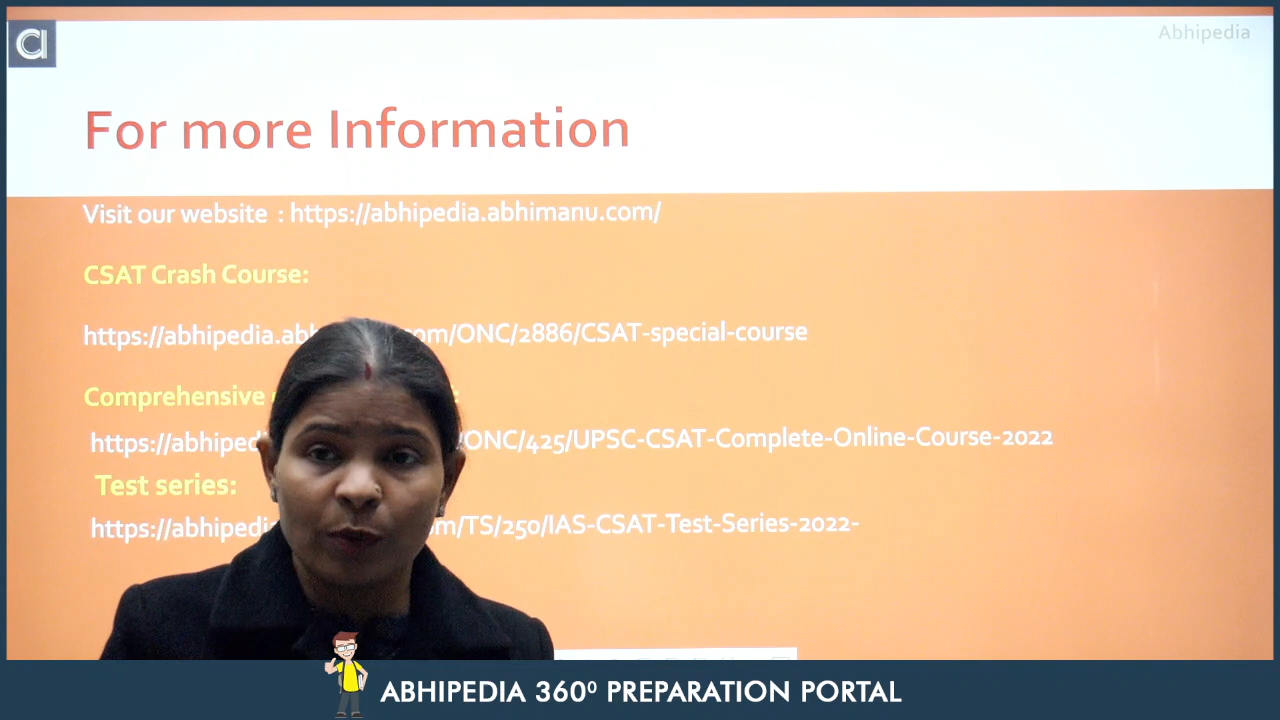 Abhipedia
For more Information
Visit our website : https://abhipedia.abhimanu.com/
CSAT Crash Course:
https://abhipedia.ab om/ONC/2886/CSAT-special-course
Comprehensive :
https://abhiped /ONC/425/UPSC-CSAT-Complete-Online-Course-2022
Test series:
https://abhipedi om/TS/250/IAS-CSAT-Test-Series-2022-
ABHIPEDIA 360⁰ PREPARATION PORTAL